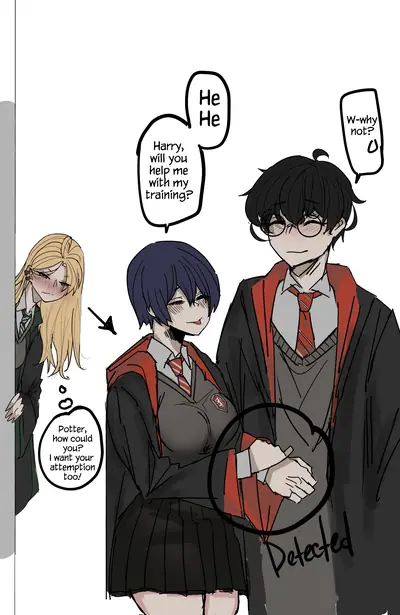 He
He
Harry,
will you
help me
with my
training?
W-why
not?
Potter,
how could
you?
I want your
attemption
too!
Detected